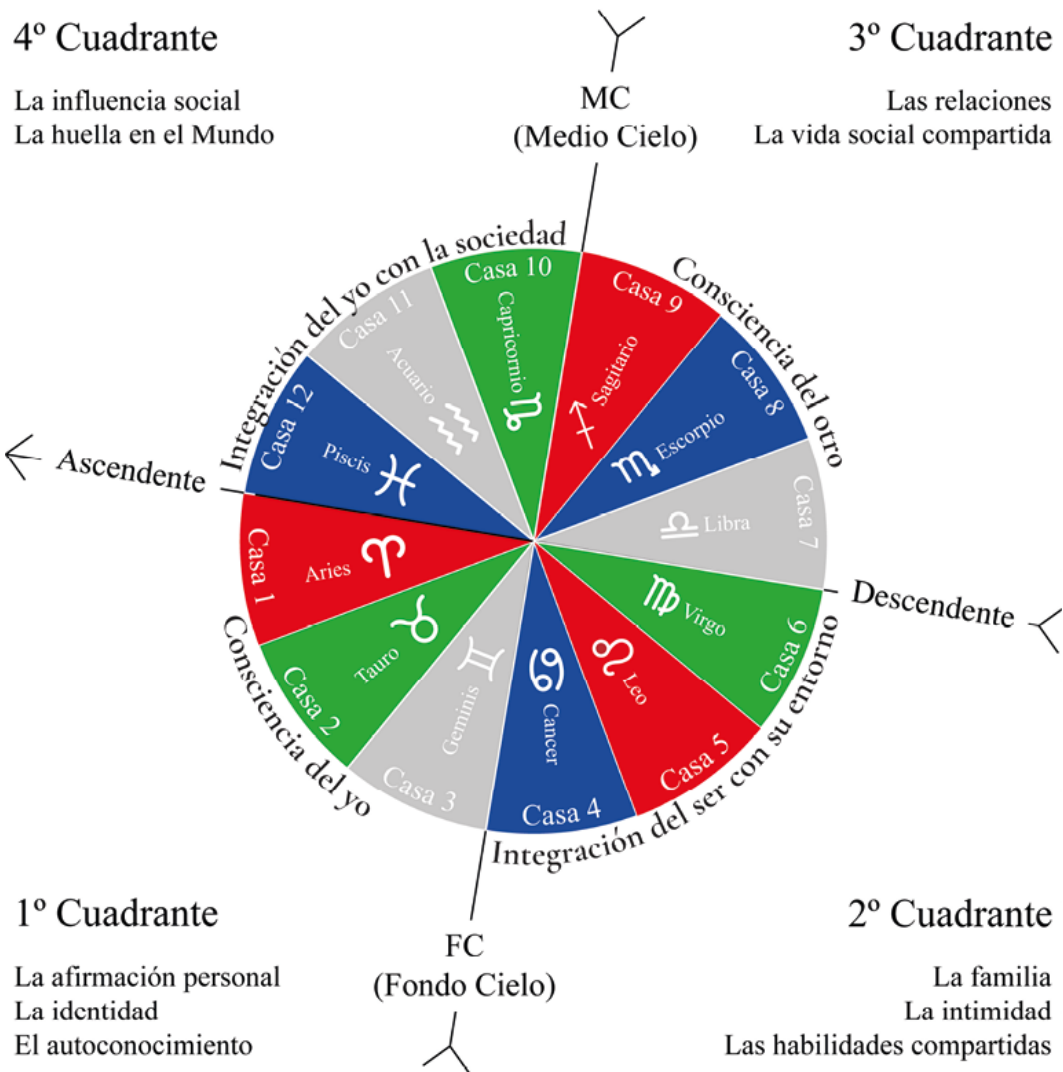 4º Cuadrante
La influencia social
La huella en el Mundo
MC
(Medio Cielo)
3º Cuadrante
Las relaciones
La vida social compartida
Integración del yo con la sociedad
Consciencia del otro
Casa 10
Capricornio
Casa 9
Sagitario
Casa 11
Acuario
Casa 8
Escorpio
Casa 12
Piscis
Casa 7
Libra
Ascendente
Descendente
Casa 1
Aries
Casa 6
Virgo
Casa 2
Tauro
Casa 3
Geminis
Casa 4
Cancer
Casa 5
Leo
Consciencia del yo
Integración del ser con su entorno
1º Cuadrante
La afirmación personal
La identidad
El autoconocimiento
FC
(Fondo Cielo)
2º Cuadrante
La familia
La intimidad
Las habilidades compartidas